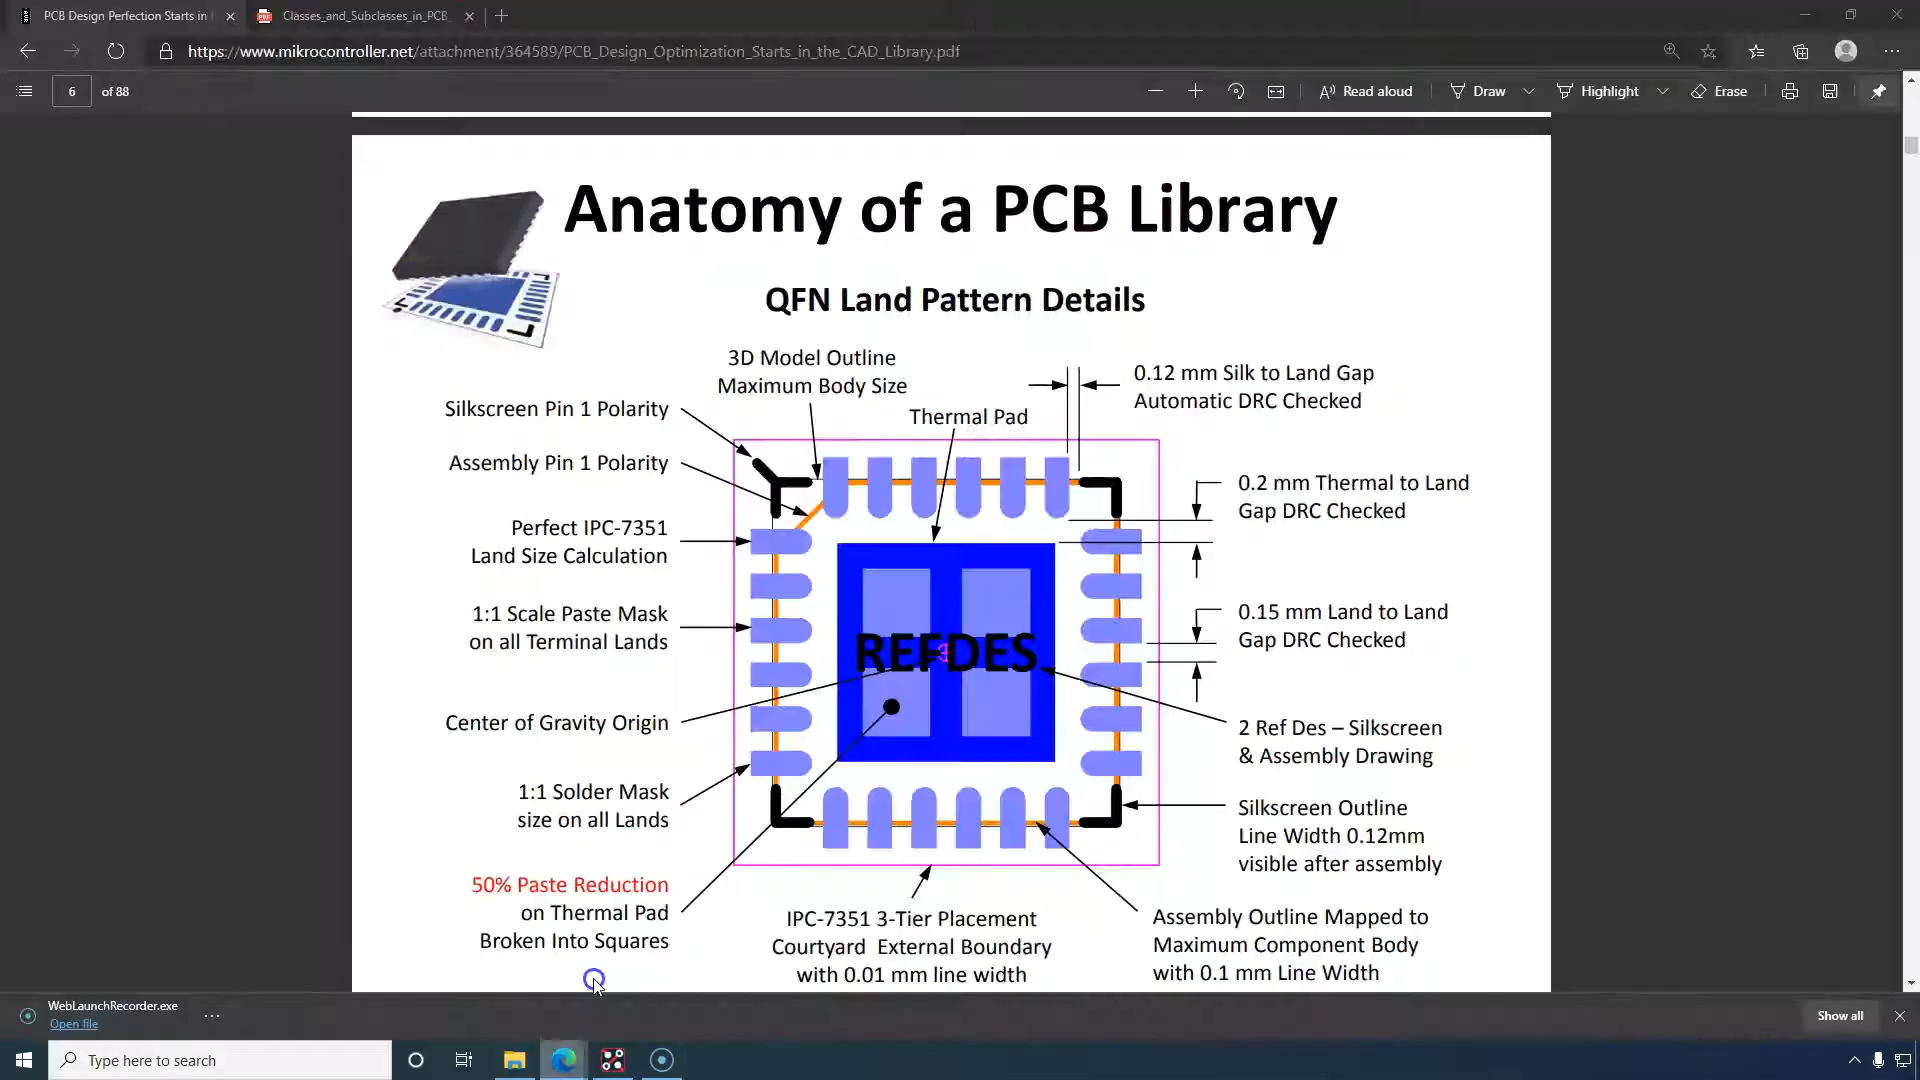 PCB Design Perfection Starts in
Classes_and_Subclasses_in_PCB_
https://www.mikrocontroller.net/attachment/364589/PCB_Design_Optimization_Starts_in_the_CAD_Library.pdf
6 of 88
Read aloud
Draw
Highlight
Erase
Anatomy of a PCB Library
QFN Land Pattern Details
3D Model Outline
Maximum Body Size
Thermal Pad
0.12 mm Silk to Land Gap
Automatic DRC Checked
Silkscreen Pin 1 Polarity
Assembly Pin 1 Polarity
Perfect IPC-7351
Land Size Calculation
1:1 Scale Paste Mask
on all Terminal Lands
Center of Gravity Origin
1:1 Solder Mask
size on all Lands
50% Paste Reduction
on Thermal Pad
Broken Into Squares
REFDES
0.2 mm Thermal to Land
Gap DRC Checked
0.15 mm Land to Land
Gap DRC Checked
2 Ref Des – Silkscreen
& Assembly Drawing
Silkscreen Outline
Line Width 0.12mm
visible after assembly
IPC-7351 3-Tier Placement
Courtyard External Boundary
with 0.01 mm line width
Assembly Outline Mapped to
Maximum Component Body
with 0.1 mm Line Width
WebLaunchRecorder.exe
Open file
Show all
Type here to search